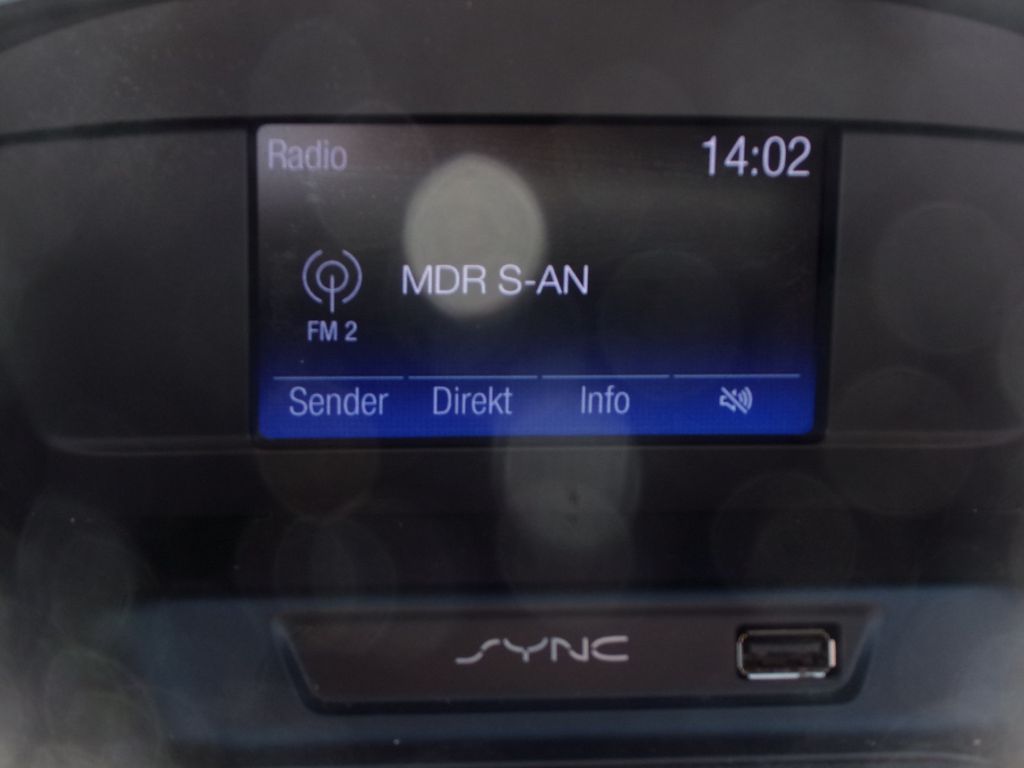 Radio 14:02
MDR S-AN
FM 2
Sender Direkt Info
SYNC